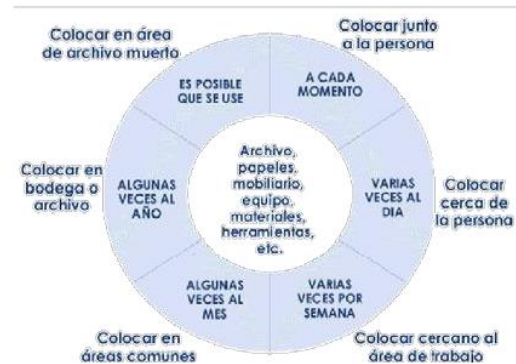 Colocar junto
a la persona
A CADA
MOMENTO
Colocar
cerca de
la persona
VARIAS
VECES AL
DIA
Colocar cercano al
área de trabajo
VARIAS
VECES POR
SEMANA
Colocar en
áreas comunes
ALGUNAS
VECES AL
MES
Colocar en
bodega o
archivo
ALGUNAS
VECES AL
AÑO
Colocar en área
de archivo muerto
ES POSIBLE
QUE SE USE
Archivo,
papeles,
mobiliario,
equipo,
materiales,
herramientas,
etc.